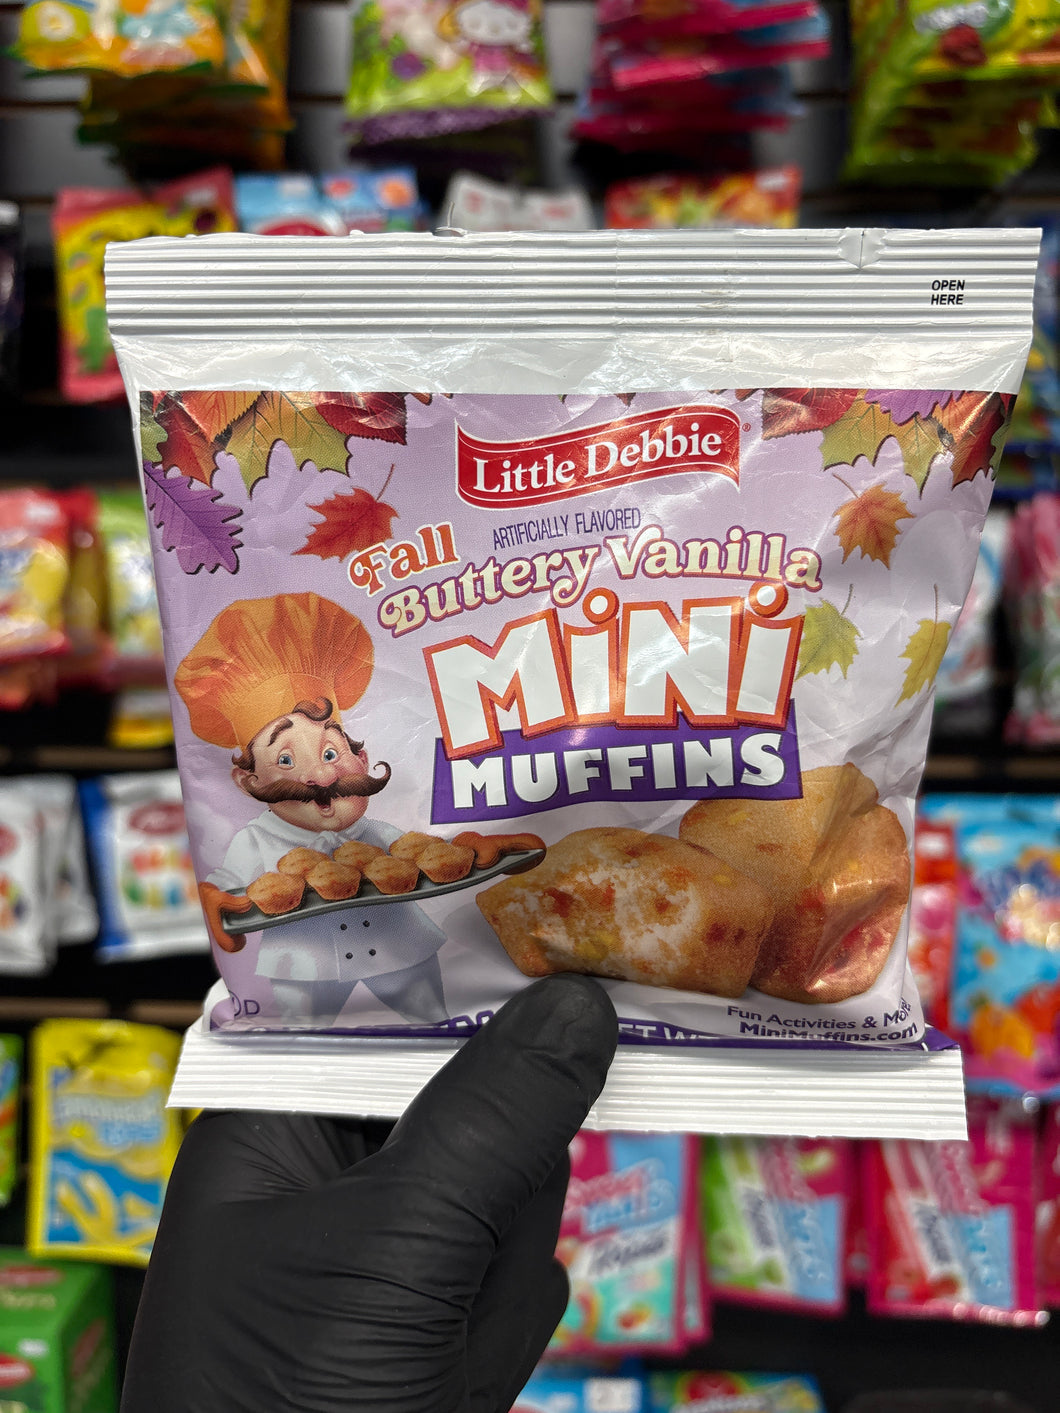 OPEN
HERE
Little Debbie®
ARTIFICIALLY FLAVORED
Fall
Buttery Vanilla
MiNi
MUFFINS
Fun Activities & More!
MiniMuffins.com